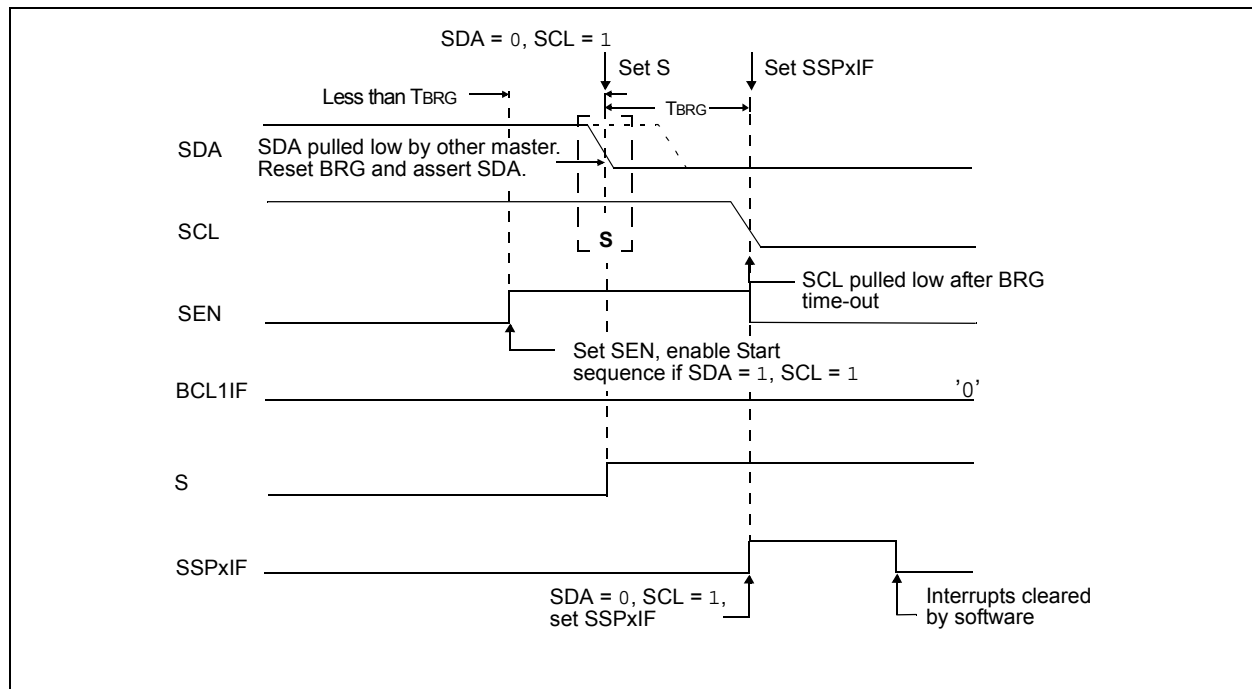 SDA = 0, SCL = 1
Set S
Set SSPxIF
Less than TBRG
TBRG
SDA
SDA pulled low by other master.
Reset BRG and assert SDA.
SCL
S
SCL pulled low after BRG
time-out
SEN
Set SEN, enable Start
sequence if SDA = 1, SCL = 1
BCL1IF
'0'
S
SSPxIF
SDA = 0, SCL = 1,
set SSPxIF
Interrupts cleared
by software